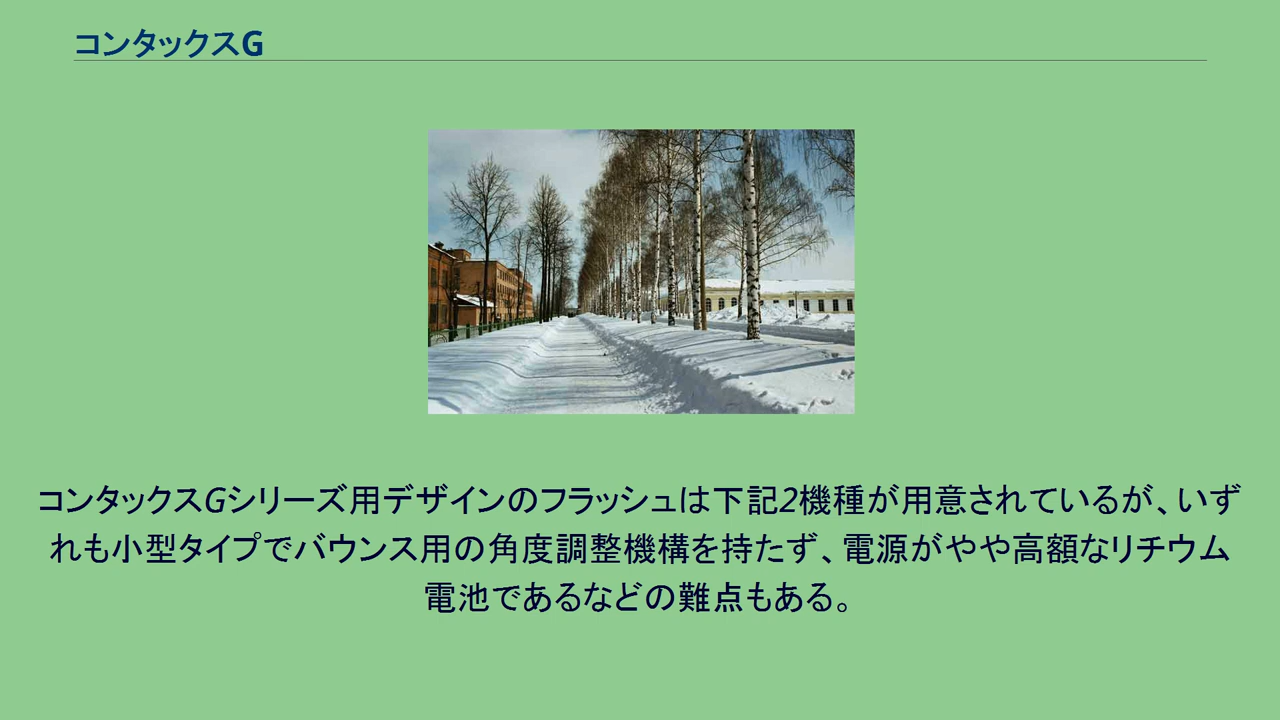 コンタックスG
コンタックスGシリーズ用デザインのフラッシュは下記2機種が用意されているが、いず
れも小型タイプでバウンス用の角度調整機構を持たず、電源がやや高額なリチウム
電池であるなどの難点もある。